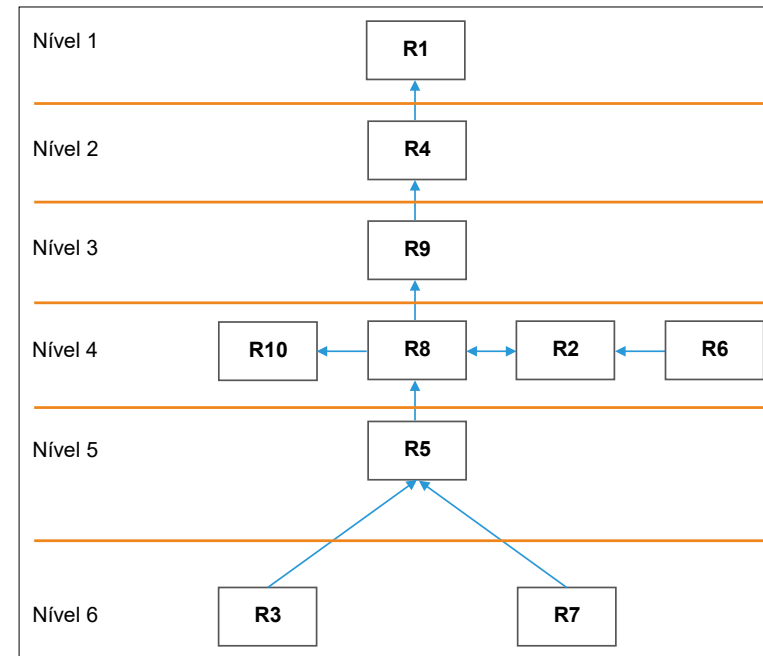 Nível 1
R1
Nível 2
R4
Nível 3
R9
Nível 4
R10 R8 R2 R6
Nível 5
R5
Nível 6
R3 R7